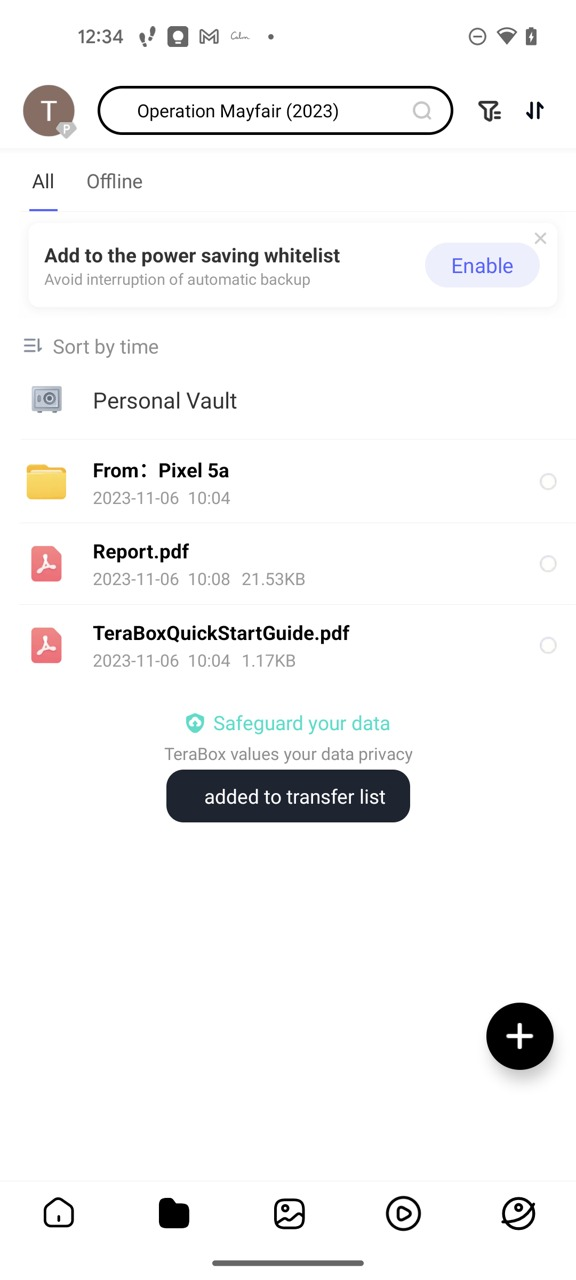 12:34
Calm
T
P
Operation Mayfair (2023)
All
Offline
Add to the power saving whitelist
Avoid interruption of automatic backup
Enable
Sort by time
Personal Vault
From：Pixel 5a
2023-11-06 10:04
Report.pdf
2023-11-06 10:08 21.53KB
TeraBoxQuickStartGuide.pdf
2023-11-06 10:04 1.17KB
Safeguard your data
TeraBox values your data privacy
added to transfer list